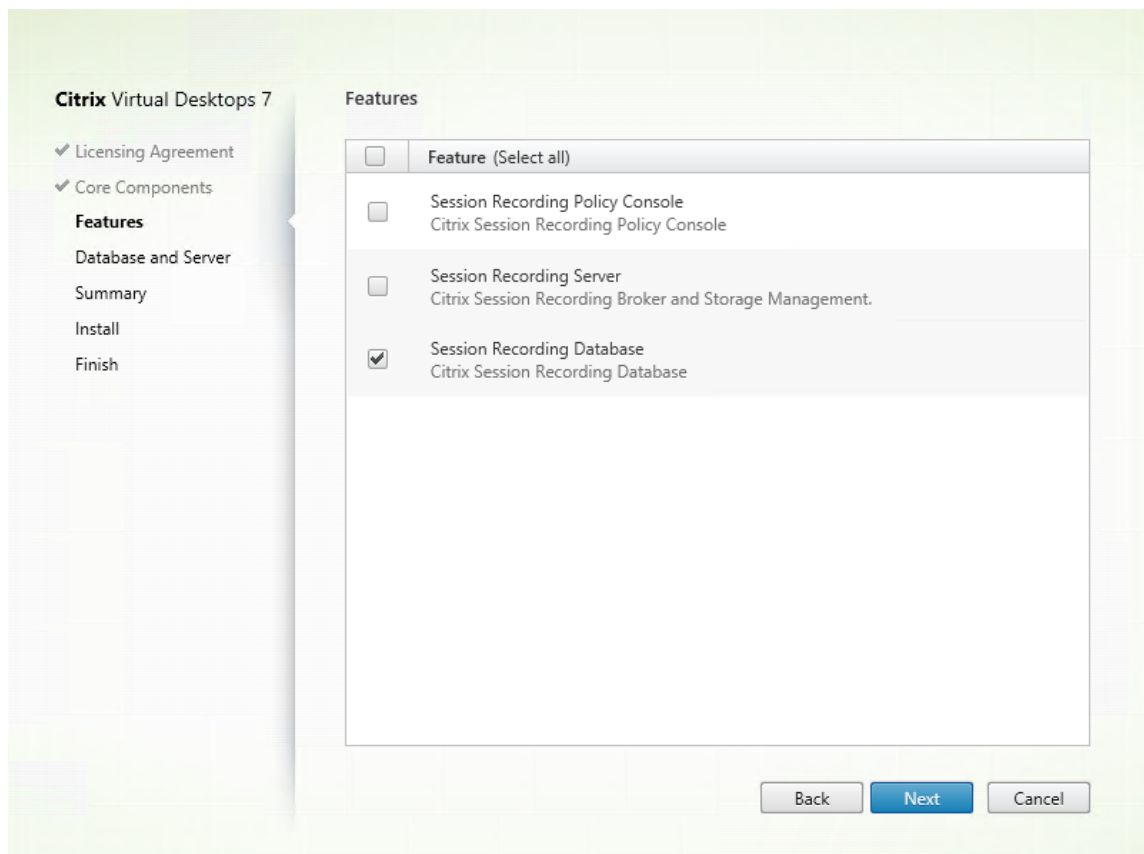 Citrix Virtual Desktops 7
Licensing Agreement
Core Components
Features
Database and Server
Summary
Install
Finish
Features
Feature (Select all)
Session Recording Policy Console
Citrix Session Recording Policy Console
Session Recording Server
Citrix Session Recording Broker and Storage Management.
Session Recording Database
Citrix Session Recording Database
Back
Next
Cancel